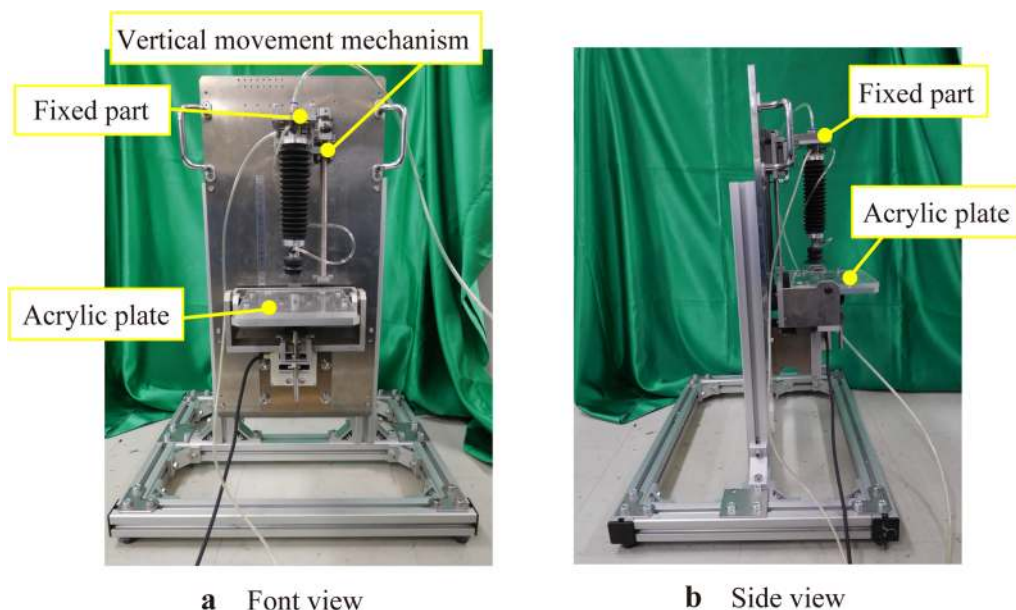 Vertical movement mechanism
Fixed part
Acrylic plate
a Font view
Fixed part
Acrylic plate
b Side view